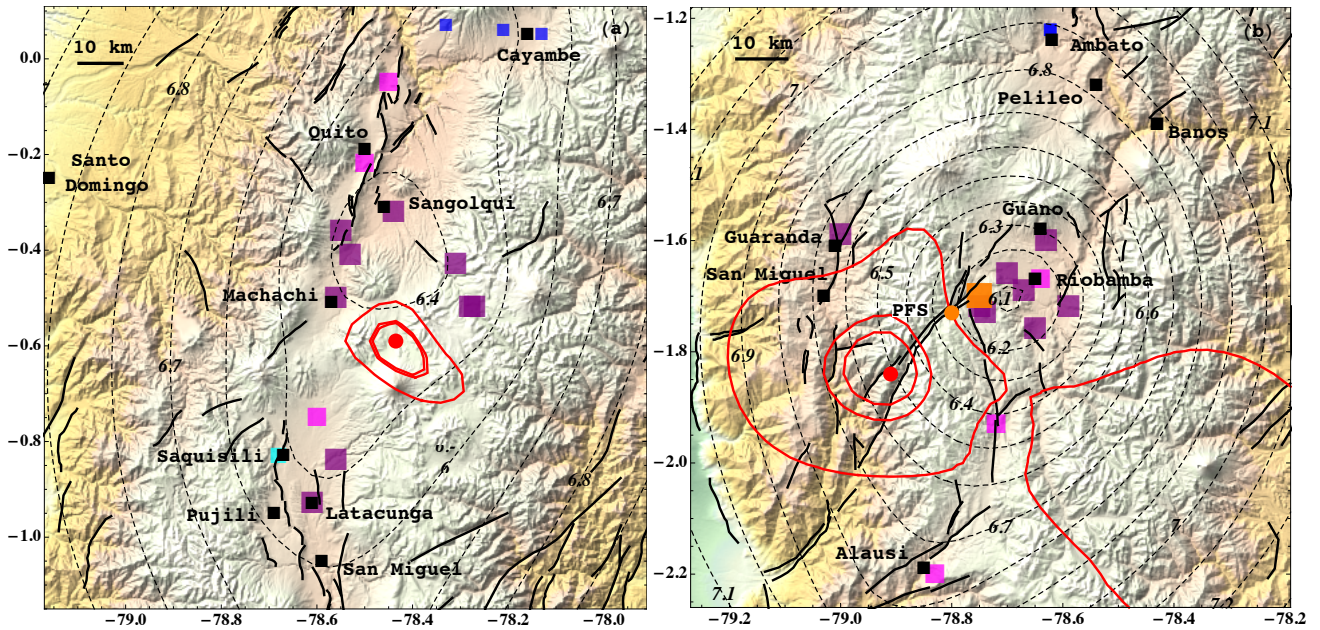 (a)
10 km
0.0
Cayambe
6.8
Quito
−0.2
Santo
Domingo
Sangolqui
6.7
−0.4
Machachi
6.4
−0.6
6.7
−0.8
Saquisili
6
6.8
Pujili
Latacunga
−1.0
San Miguel
−79.0
−78.8
−78.6
−78.4
−78.2
−78.0
−1.2
(b)
10 km
Ambato
6.8
7
Pelileo
−1.4
Banos
7.1
1
Guano
6.3
−1.6
Guaranda
San Miguel
6.5
Riobamba
6.1
PFS
6.6
6.2
−1.8
6.9
6.4
−2.0
6.7
7
Alausi
−2.2
7.1
7.2
−79.2
−79.0
−78.8
−78.6
−78.4
−78.2